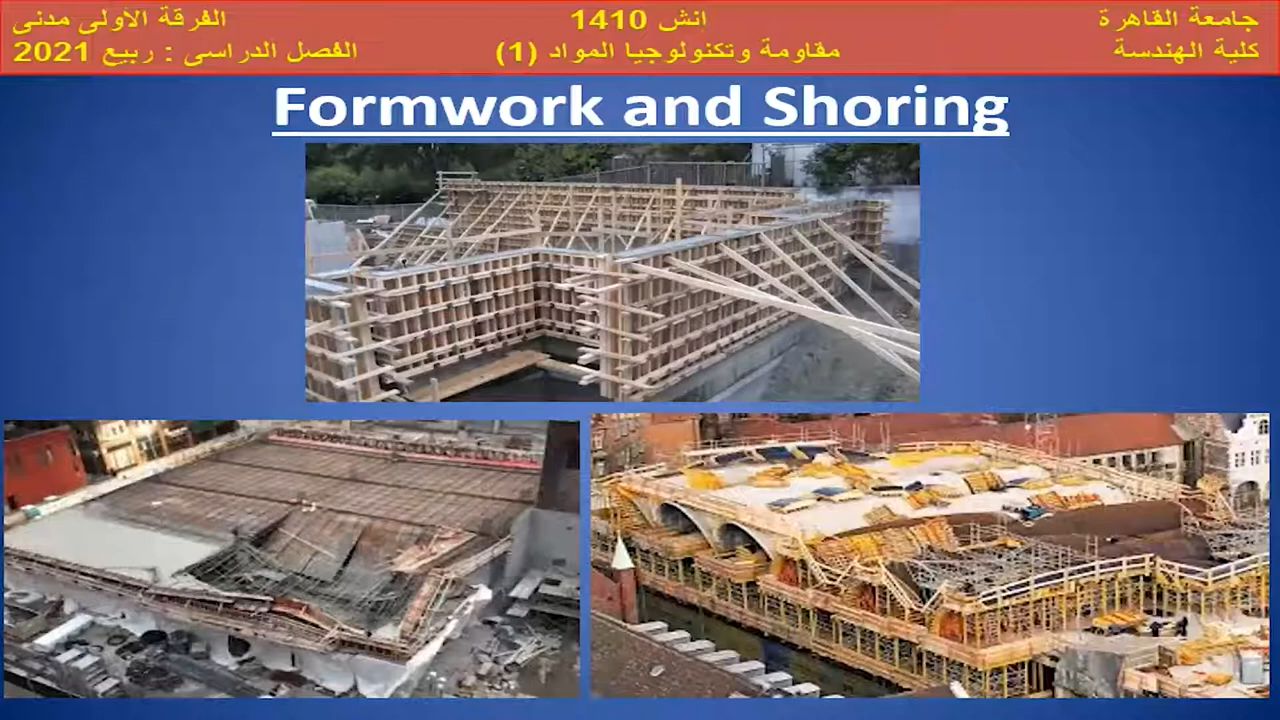 جامعة القاهرة
كلية الهندسة
انش 1410
مقاومة وتكنولوجيا المواد (1)
الفرقة الأولى مدنى
الفصل الدراسى : ربيع 2021
Formwork and Shoring